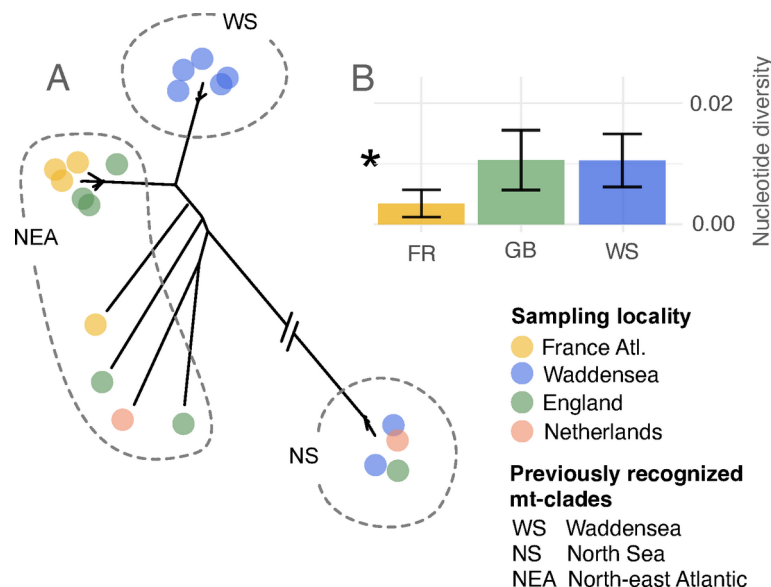 WS
A
B
0.02
*
Nucleotide diversity
NEA
0.00
FR
GB
WS
Sampling locality
France Atl.
Waddensea
England
Netherlands
NS
Previously recognized
mt-clades
WS Waddensea
NS North Sea
NEA North-east Atlantic